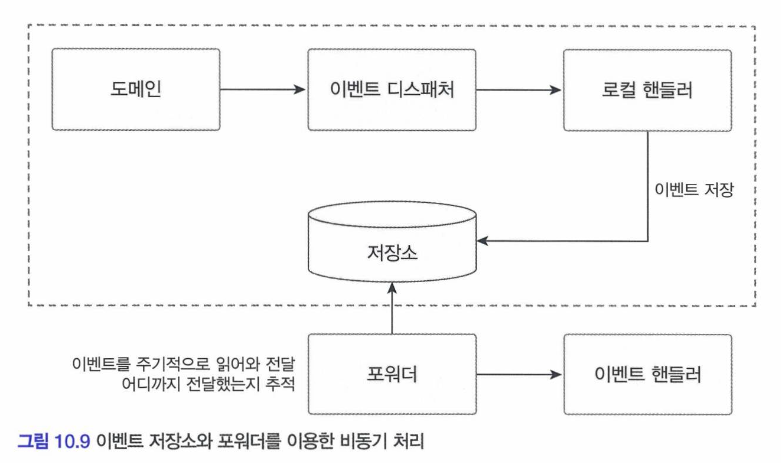 도메인
이벤트 디스패처
로컬 핸들러
이벤트 저장
저장소
이벤트를 주기적으로 읽어와 전달
어디까지 전달했는지 추적
포워더
이벤트 핸들러
그림 10.9 이벤트 저장소와 포워더를 이용한 비동기 처리